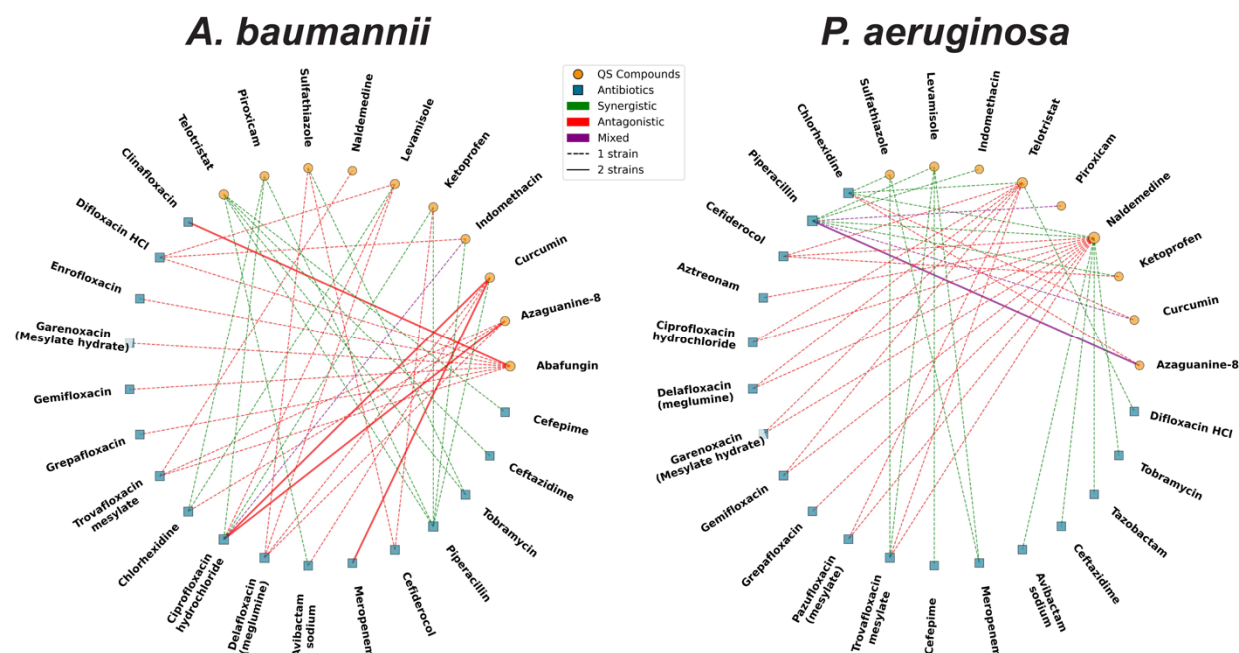 A. baumannii
P. aeruginosa
QS Compounds
Antibiotics
Synergistic
Antagonistic
Mixed
1 strain
2 strains
Sulfathiazole
Naldemedine
Levamisole
Ketoprofen
Indomethacin
Curcumin
Azaguanine-8
Abafungin
Cefepime
Ceftazidime
Tobramycin
Piperacillin
Cefiderocol
Meropenem
Avibactam
sodium
Delafloxacin
(meglumine)
Ciprofloxacin
hydrochloride
Chlorhexidine
Trovafloxacin
mesylate
Grepafloxacin
Gemifloxacin
Garenoxacin
(Mesylate hydrate)
Enrofloxacin
Difloxacin HCl
Clinafloxacin
Telotristat
Piroxicam
Sulfathiazole
Levamisole
Indomethacin
Telotristat
Piroxicam
Naldemedine
Ketoprofen
Curcumin
Azaguanine-8
Difloxacin HCl
Tobramycin
Tazobactam
Ceftazidime
Avibactam
sodium
Meropenem
Cefepime
Trovafloxacin
mesylate
Pazufloxacin
(mesylate)
Grepafloxacin
Gemifloxacin
Garenoxacin
(Mesylate hydrate)
Delafloxacin
(meglumine)
Ciprofloxacin
hydrochloride
Aztreonam
Cefiderocol
Piperacillin
Chlorhexidine